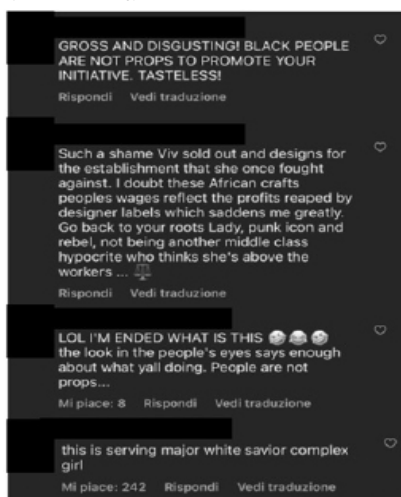 GROSS AND DISGUSTING! BLACK PEOPLE
ARE NOT PROPS TO PROMOTE YOUR
INITIATIVE. TASTELESS!
Rispondi Vedi traduzione
Such a shame Viv sold out and designs for
the establishment that she once fought
against. I doubt these African crafts
peoples wages reflect the profits reaped by
designer labels which saddens me greatly.
Go back to your roots Lady, punk icon and
rebel, not being another middle class
hypocrite who thinks she's above the
workers ... ⚖️
Rispondi Vedi traduzione
LOL I'M ENDED WHAT IS THIS 🤣😂🤣
the look in the people's eyes says enough
about what yall doing. People are not
props...
Mi piace: 8 Rispondi Vedi traduzione
this is serving major white savior complex
girl
Mi piace: 242 Rispondi Vedi traduzione